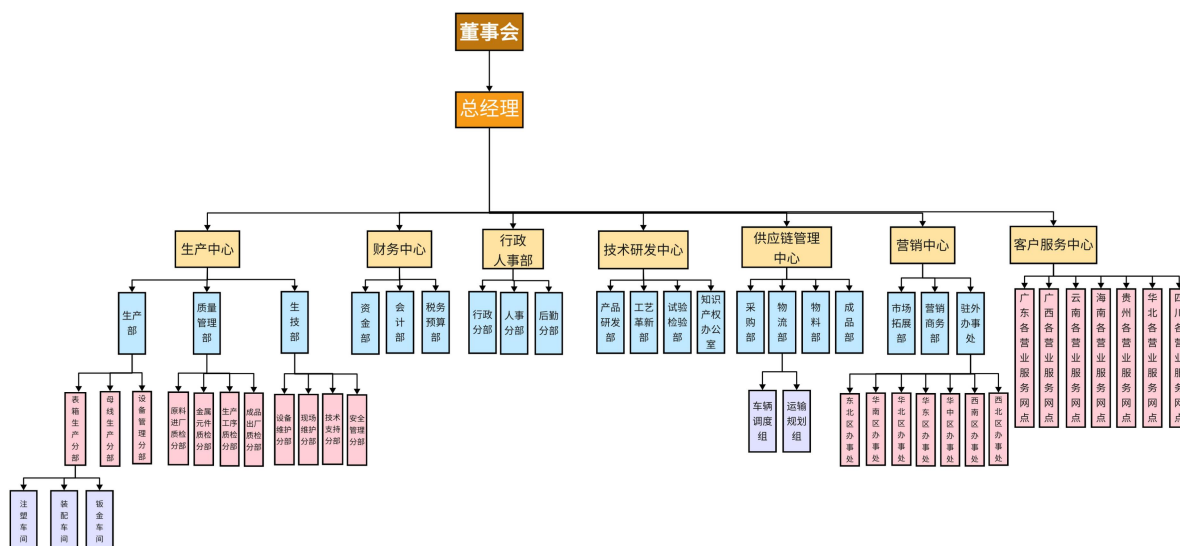 董事会
总经理
生产中心
财务中心
行政
人事部
技术研发中心
供应链管理
中心
营销中心
客户服务中心
生产
部
质量
管理部
生
技
部
资
金
部
会
计
部
税务
预算
部
行政
分部
人事
分部
后勤
分部
产品
研发
部
工艺
革新
部
试验
检验
部
知识
产权
办公
室
采
购
部
物
流
部
物
料
部
成
品
部
市场
拓展
部
营销
商务
部
驻外
办事
处
广东各营业服务网点
广西各营业服务网点
云南各营业服务网点
海南各营业服务网点
贵州各营业服务网点
华北各营业服务网点
四川各营业服务网点
表箱生产分部
母线生产分部
设备管理分部
原料
进厂
质检
分部
金属
元件
质检
分部
生产
工序
质检
分部
成品
出厂
质检
分部
设备
维护
分部
现场
维护
分部
技术
支持
分部
安全
管理
分部
车辆
调度
组
运输
规划
组
东北区办事处
华南区办事处
华北区办事处
华东区办事处
华中区办事处
西南区办事处
西北区办事处
注塑车间
装配车间
钣金车间